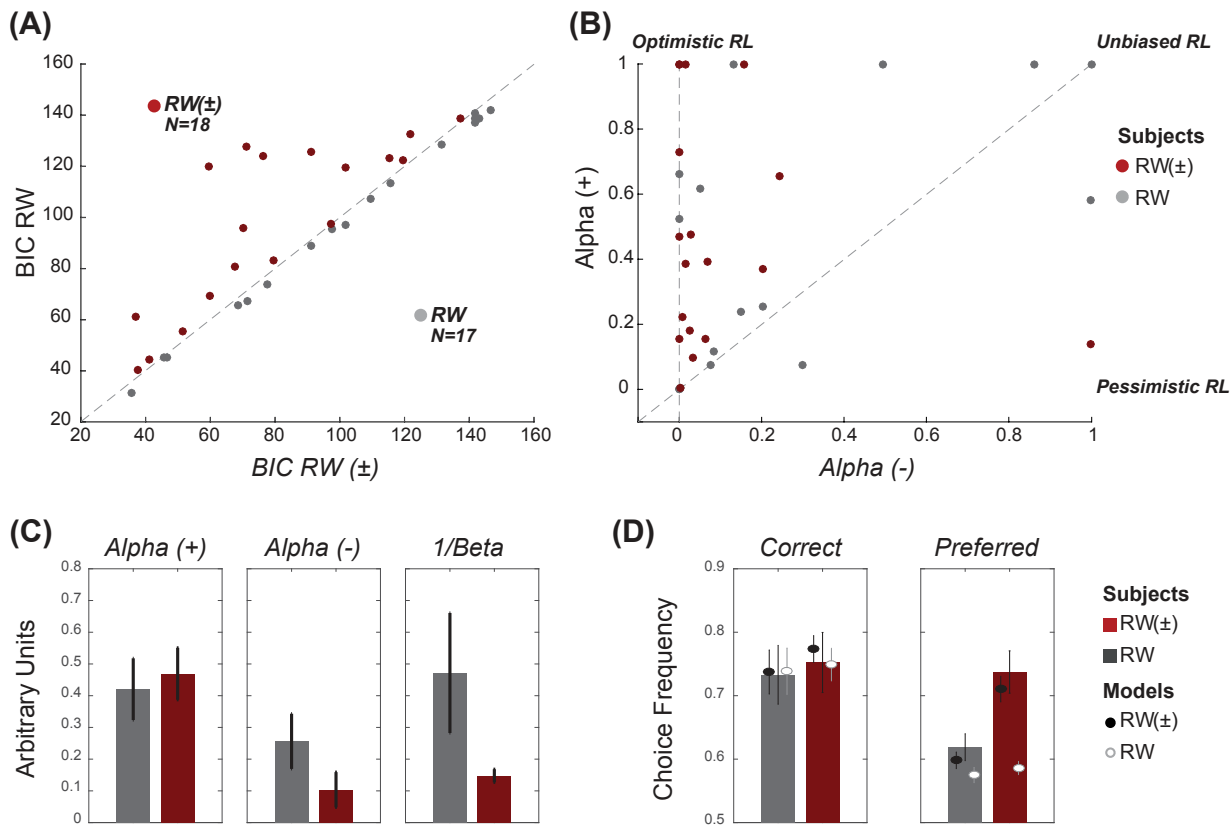 (A)
160
140
120
100
80
60
40
20
BIC RW
20 40 60 80 100 120 140 160
BIC RW (±)
RW(±)
N=18
RW
N=17
(B)
Optimistic RL
Unbiased RL
Pessimistic RL
1
0.8
0.6
0.4
0.2
0
Alpha (+)
0 0.2 0.4 0.6 0.8 1
Alpha (-)
Subjects
RW(±)
RW
(C)
Alpha (+) Alpha (-) 1/Beta
0.8
0.7
0.6
0.5
0.4
0.3
0.2
0.1
0
Arbitrary Units
(D)
Correct Preferred
0.9
0.8
0.7
0.6
0.5
Choice Frequency
Subjects
RW(±)
RW
Models
RW(±)
RW